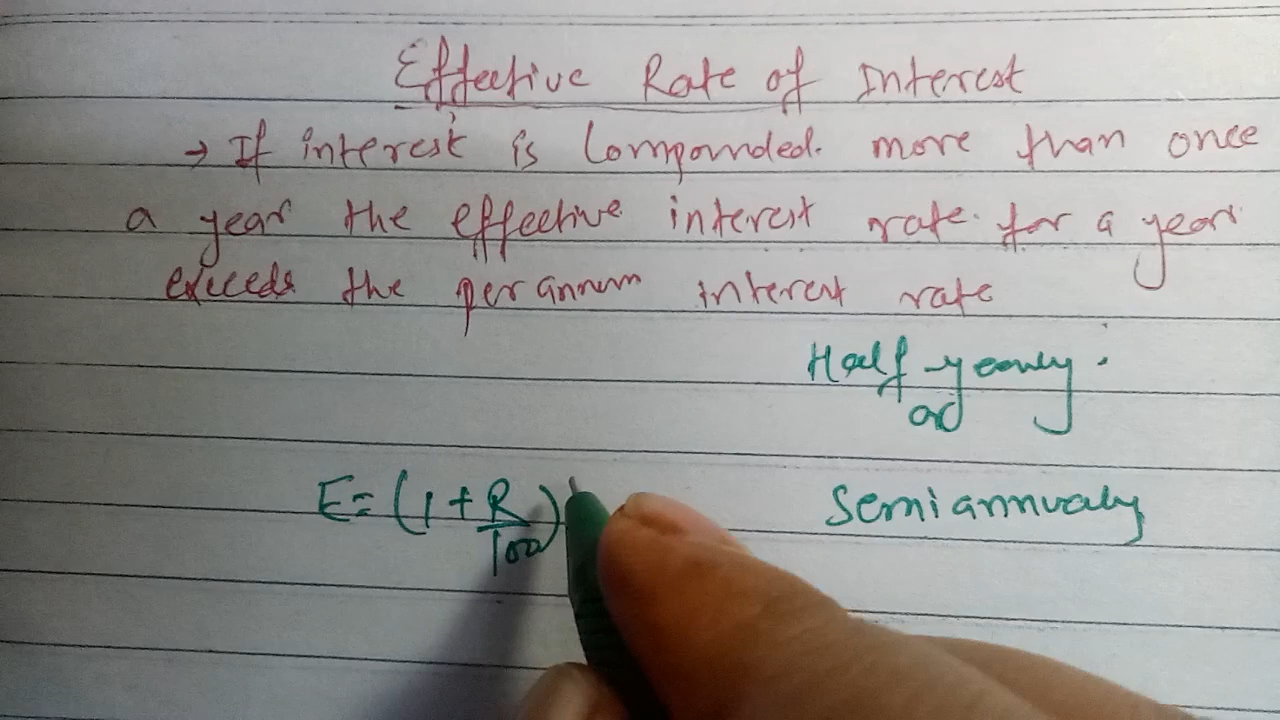 Effective Rate of Interest
→ If interest is Compounded. more than once
a year the effective interest rate for a year
exceeds the per annum interest rate
Half yearly.
or
E = (1 + R/100)
Semiannualy